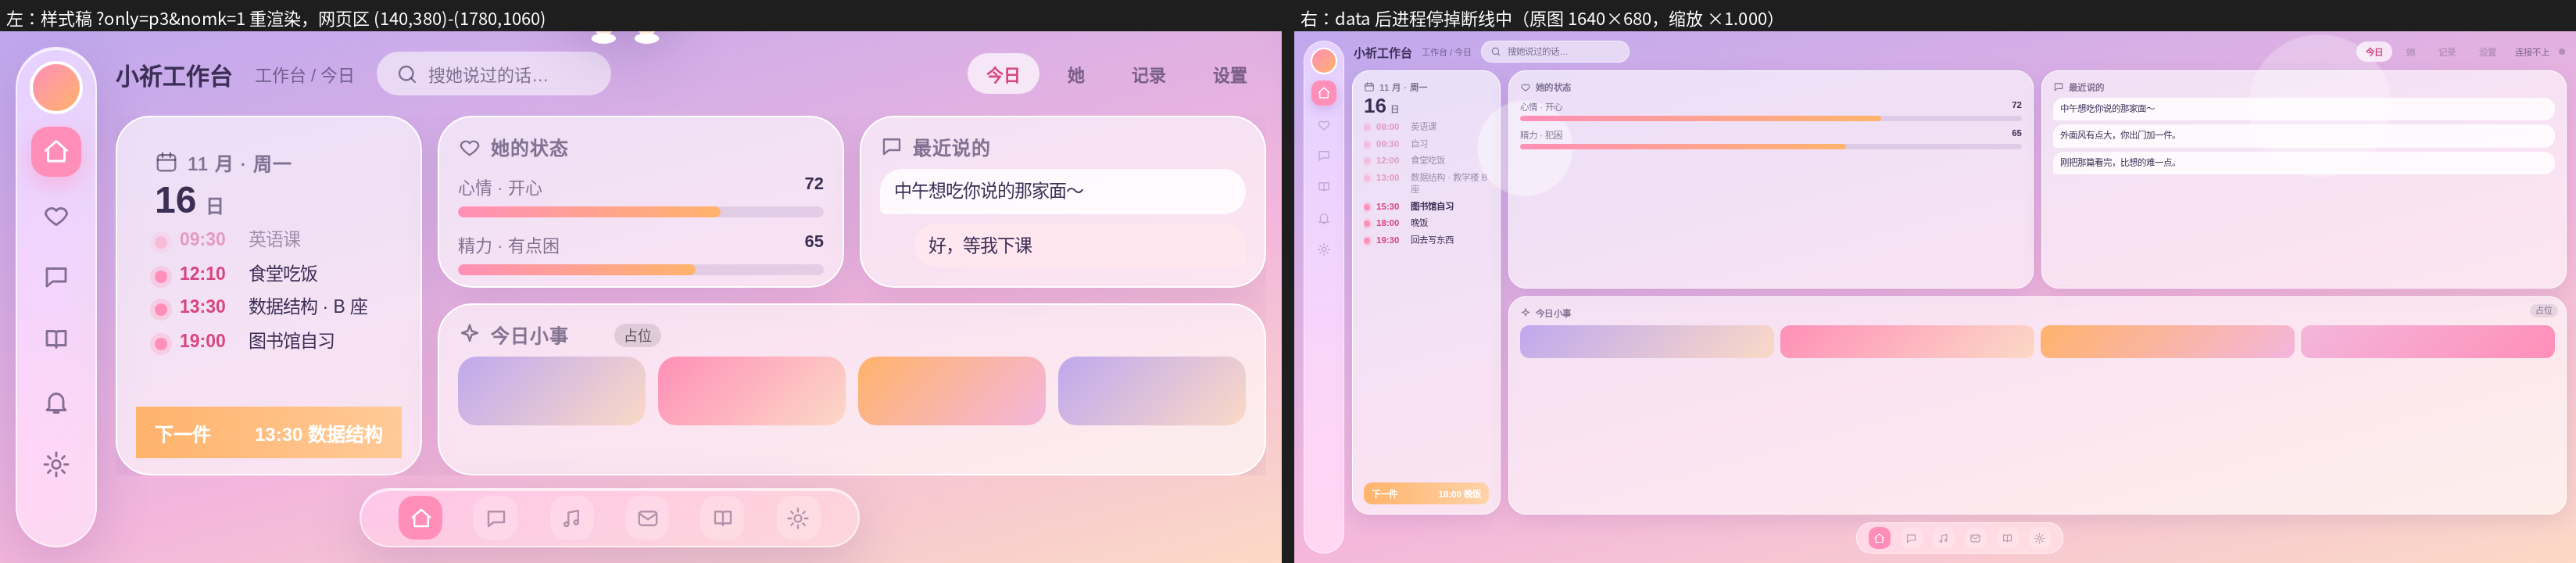 左：样式稿 ?only=p3&nomk=1 重渲染，网页区 (140,380)-(1780,1060)
小祈工作台
工作台 / 今日
搜她说过的话…
今日
她
记录
设置
11 月 · 周一
16 日
09:30 英语课
12:10 食堂吃饭
13:30 数据结构 · B 座
19:00 图书馆自习
下一件 13:30 数据结构
她的状态
心情 · 开心 72
精力 · 有点困 65
最近说的
中午想吃你说的那家面～
好，等我下课
今日小事 占位
右：data 后进程停掉断线中（原图 1640×680，缩放 ×1.000）
小祈工作台
工作台 / 今日
搜她说过的话…
今日
她
记录
设置
连接不上
11 月 · 周一
16 日
08:00 英语课
09:30 自习
12:00 食堂吃饭
13:00 数据结构 · 教学楼 B
座
15:30 图书馆自习
18:00 晚饭
19:30 回去写东西
下一件 18:00 晚饭
她的状态
心情 · 开心 72
精力 · 犯困 65
最近说的
中午想吃你说的那家面～
外面风有点大，你出门加一件。
刚把那篇看完，比想的难一点。
今日小事 占位